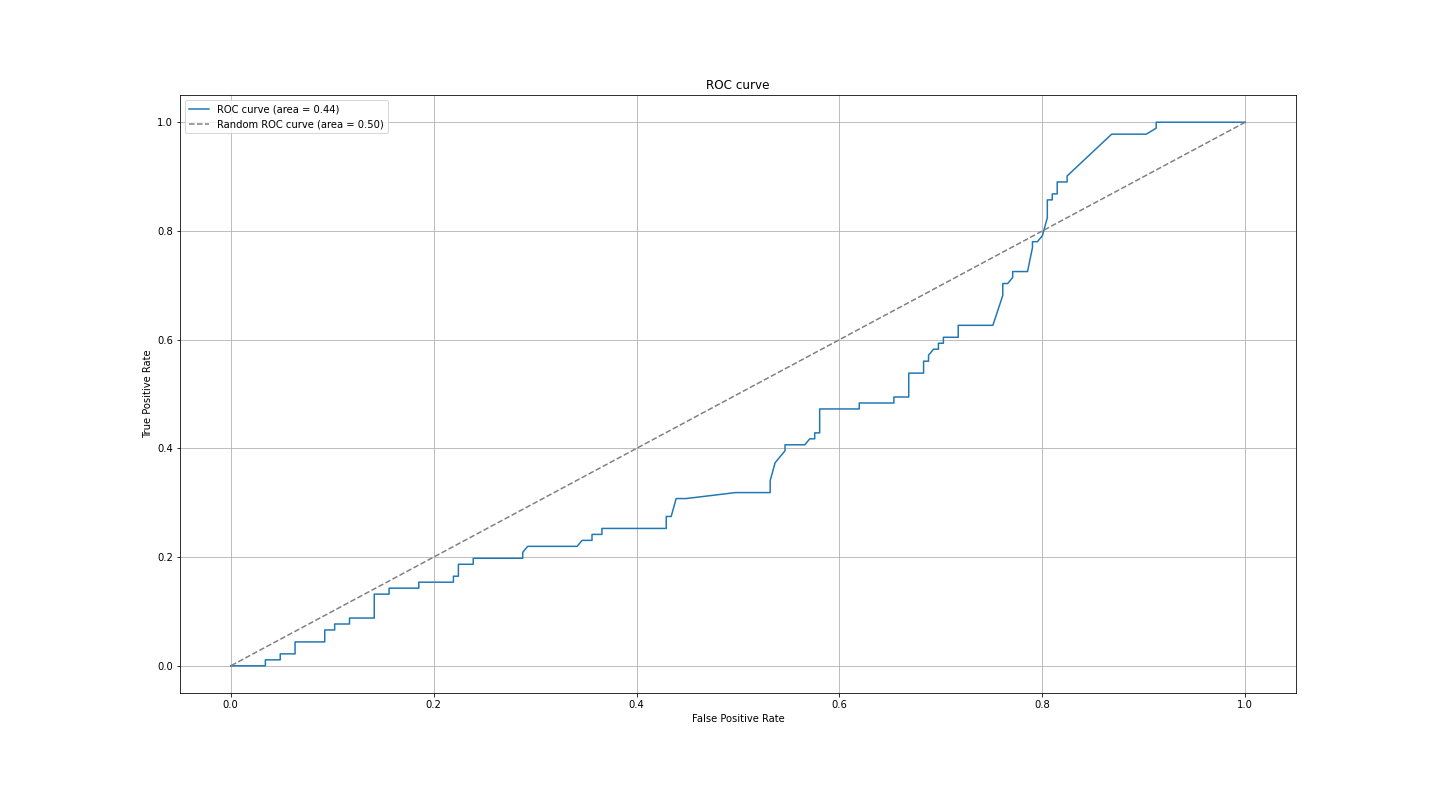 ROC curve
ROC curve (area = 0.44)
Random ROC curve (area = 0.50)
1.0
0.8
0.6
0.4
0.2
0.0
True Positive Rate
0.0 0.2 0.4 0.6 0.8 1.0
False Positive Rate